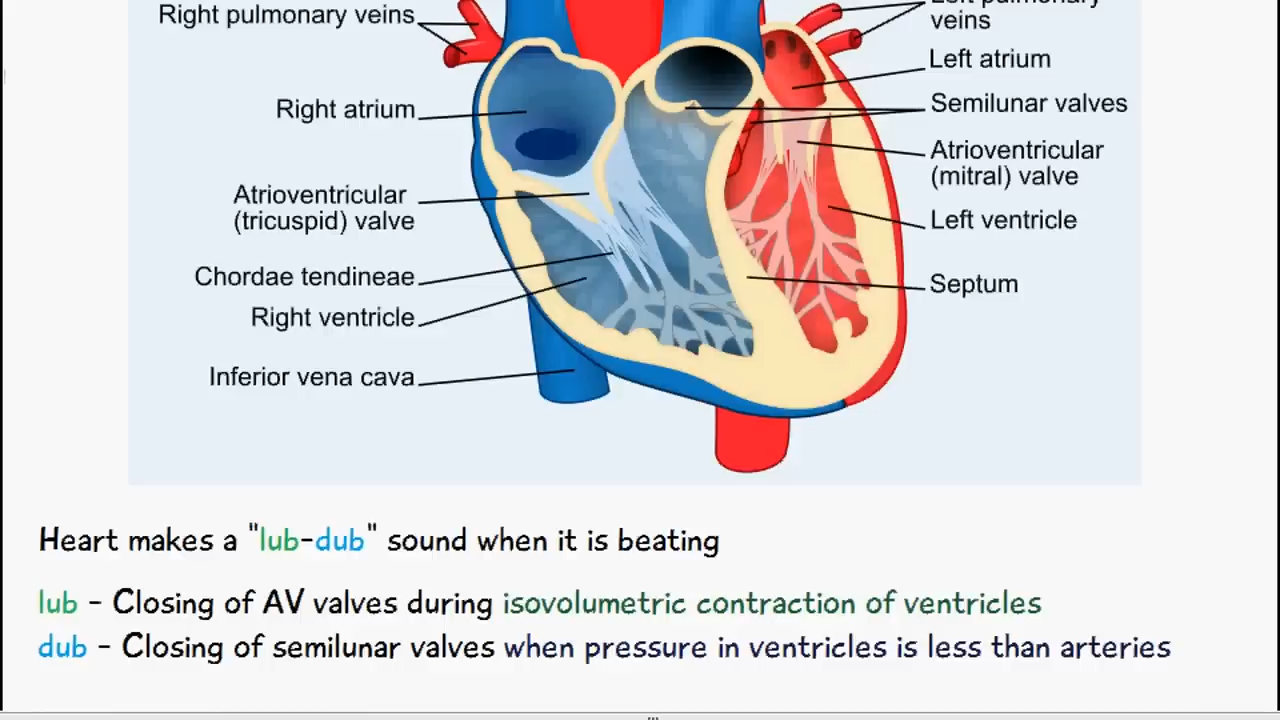 Right pulmonary veins
Left pulmonary
veins
Left atrium
Right atrium
Semilunar valves
Atrioventricular
(mitral) valve
Atrioventricular
(tricuspid) valve
Left ventricle
Chordae tendineae
Septum
Right ventricle
Inferior vena cava
Heart makes a "lub-dub" sound when it is beating
lub - Closing of AV valves during isovolumetric contraction of ventricles
dub - Closing of semilunar valves when pressure in ventricles is less than arteries